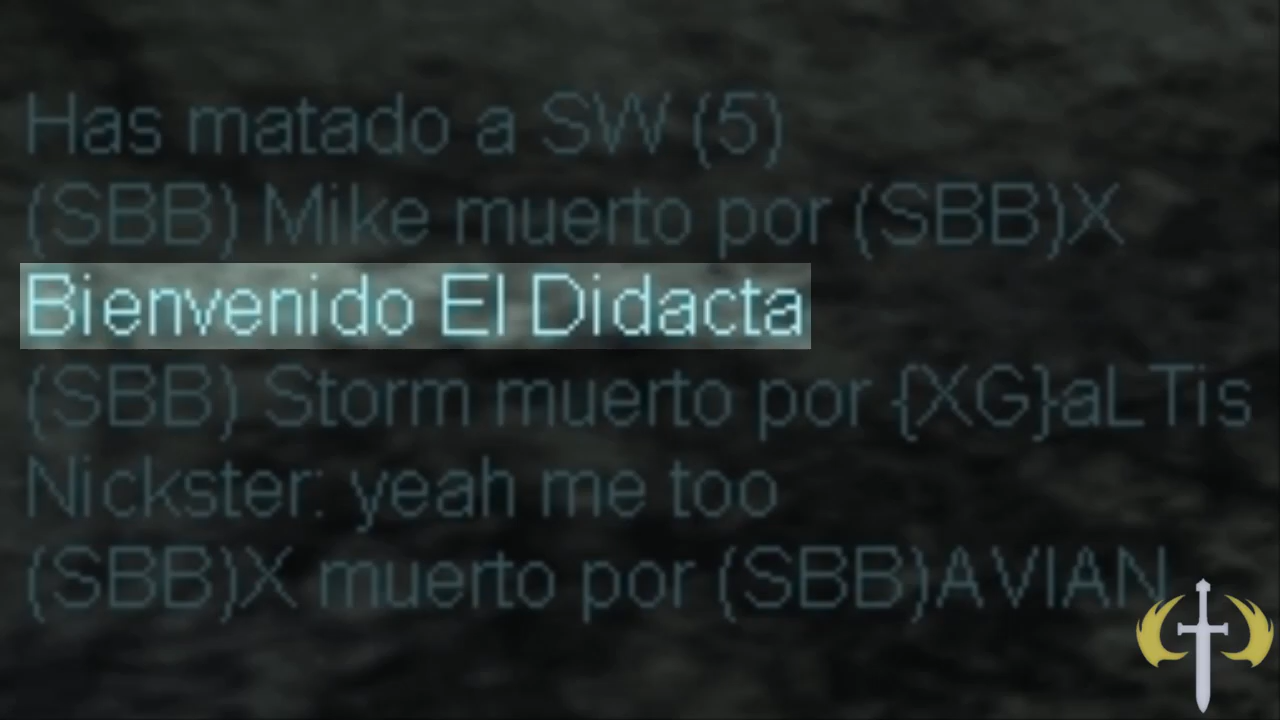 Has matado a SW (5)
(SBB) Mike muerto por (SBB)X
Bienvenido El Didacta
(SBB) Storm muerto por {XG}aLTis
Nickster: yeah me too
(SBB)X muerto por (SBB)AVIAN